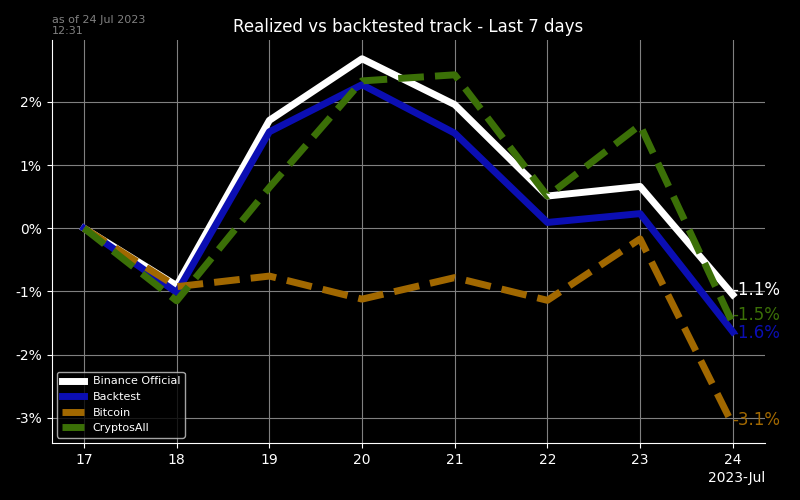 as of 24 Jul 2023
12:31
Realized vs backtested track - Last 7 days
2%
1%
0%
-1%
-2%
-3%
-1.1%
-1.5%
-1.6%
-3.1%
Binance Official
Backtest
Bitcoin
CryptosAll
17 18 19 20 21 22 23 24
2023-Jul